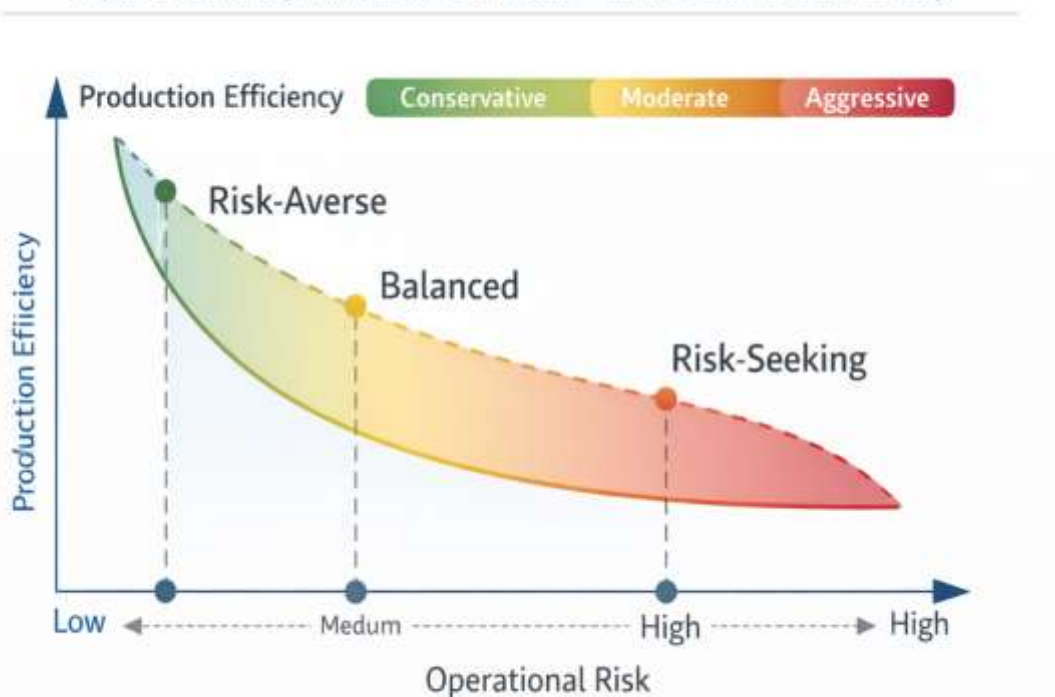 Production Efficiency
Conservative
Moderate
Aggressive
Risk-Averse
Balanced
Risk-Seeking
Production Efficiency
Low
Medum
High
High
Operational Risk